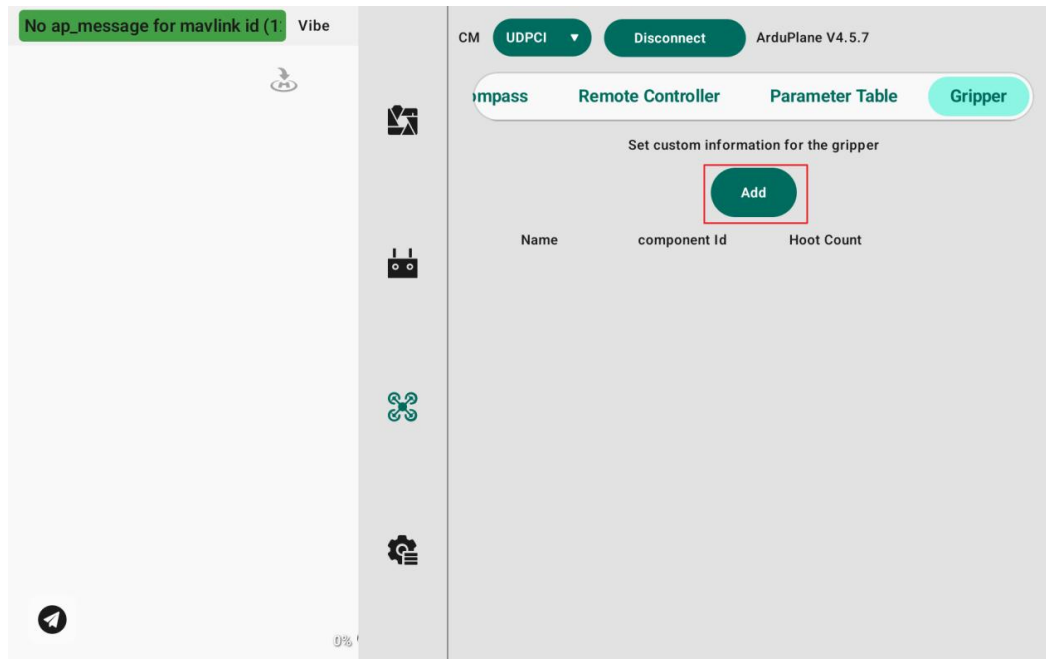 No ap_message for mavlink id (1:
Vibe
CM
UDPCI
Disconnect
ArduPlane V4.5.7
ompass
Remote Controller
Parameter Table
Gripper
Set custom information for the gripper
Add
Name
component Id
Hoot Count
0%